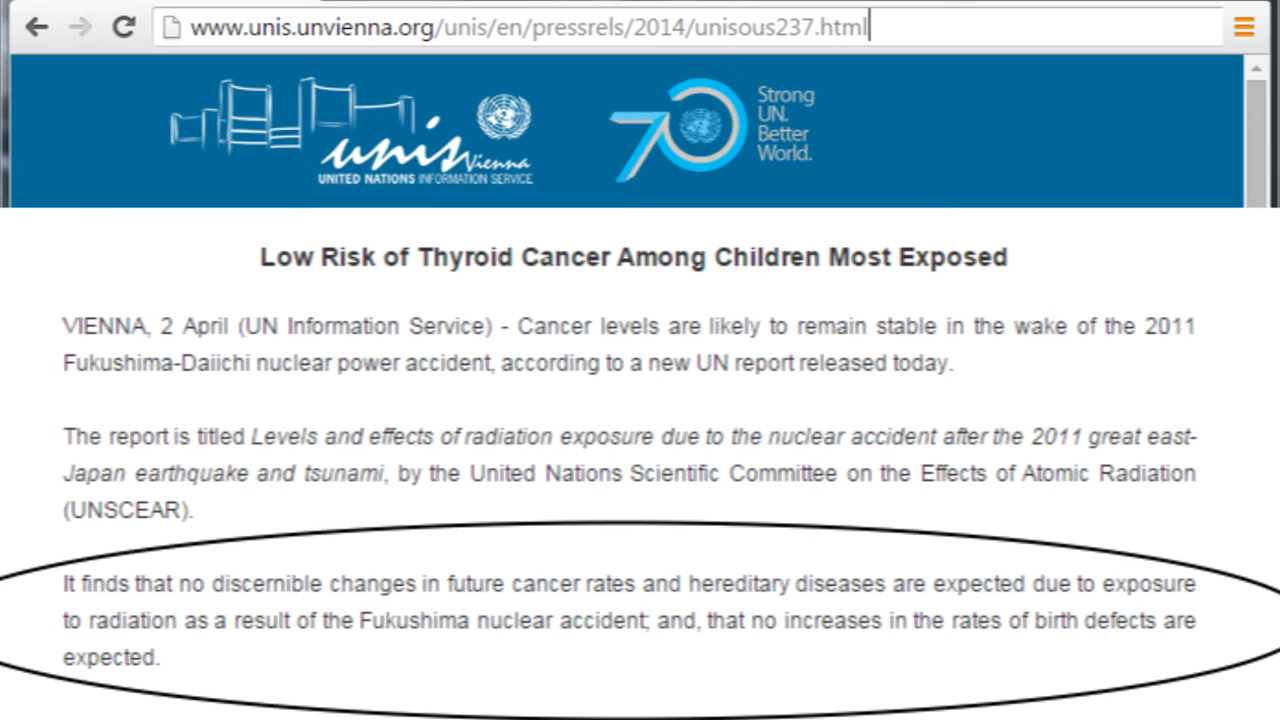 www.unis.unvienna.org/unis/en/pressrels/2014/unisous237.html
unis Vienna
UNITED NATIONS INFORMATION SERVICE
70
Strong
UN.
Better
World.
Low Risk of Thyroid Cancer Among Children Most Exposed
VIENNA, 2 April (UN Information Service) - Cancer levels are likely to remain stable in the wake of the 2011
Fukushima-Daiichi nuclear power accident, according to a new UN report released today.
The report is titled Levels and effects of radiation exposure due to the nuclear accident after the 2011 great east-
Japan earthquake and tsunami, by the United Nations Scientific Committee on the Effects of Atomic Radiation
(UNSCEAR).
It finds that no discernible changes in future cancer rates and hereditary diseases are expected due to exposure
to radiation as a result of the Fukushima nuclear accident; and, that no increases in the rates of birth defects are
expected.